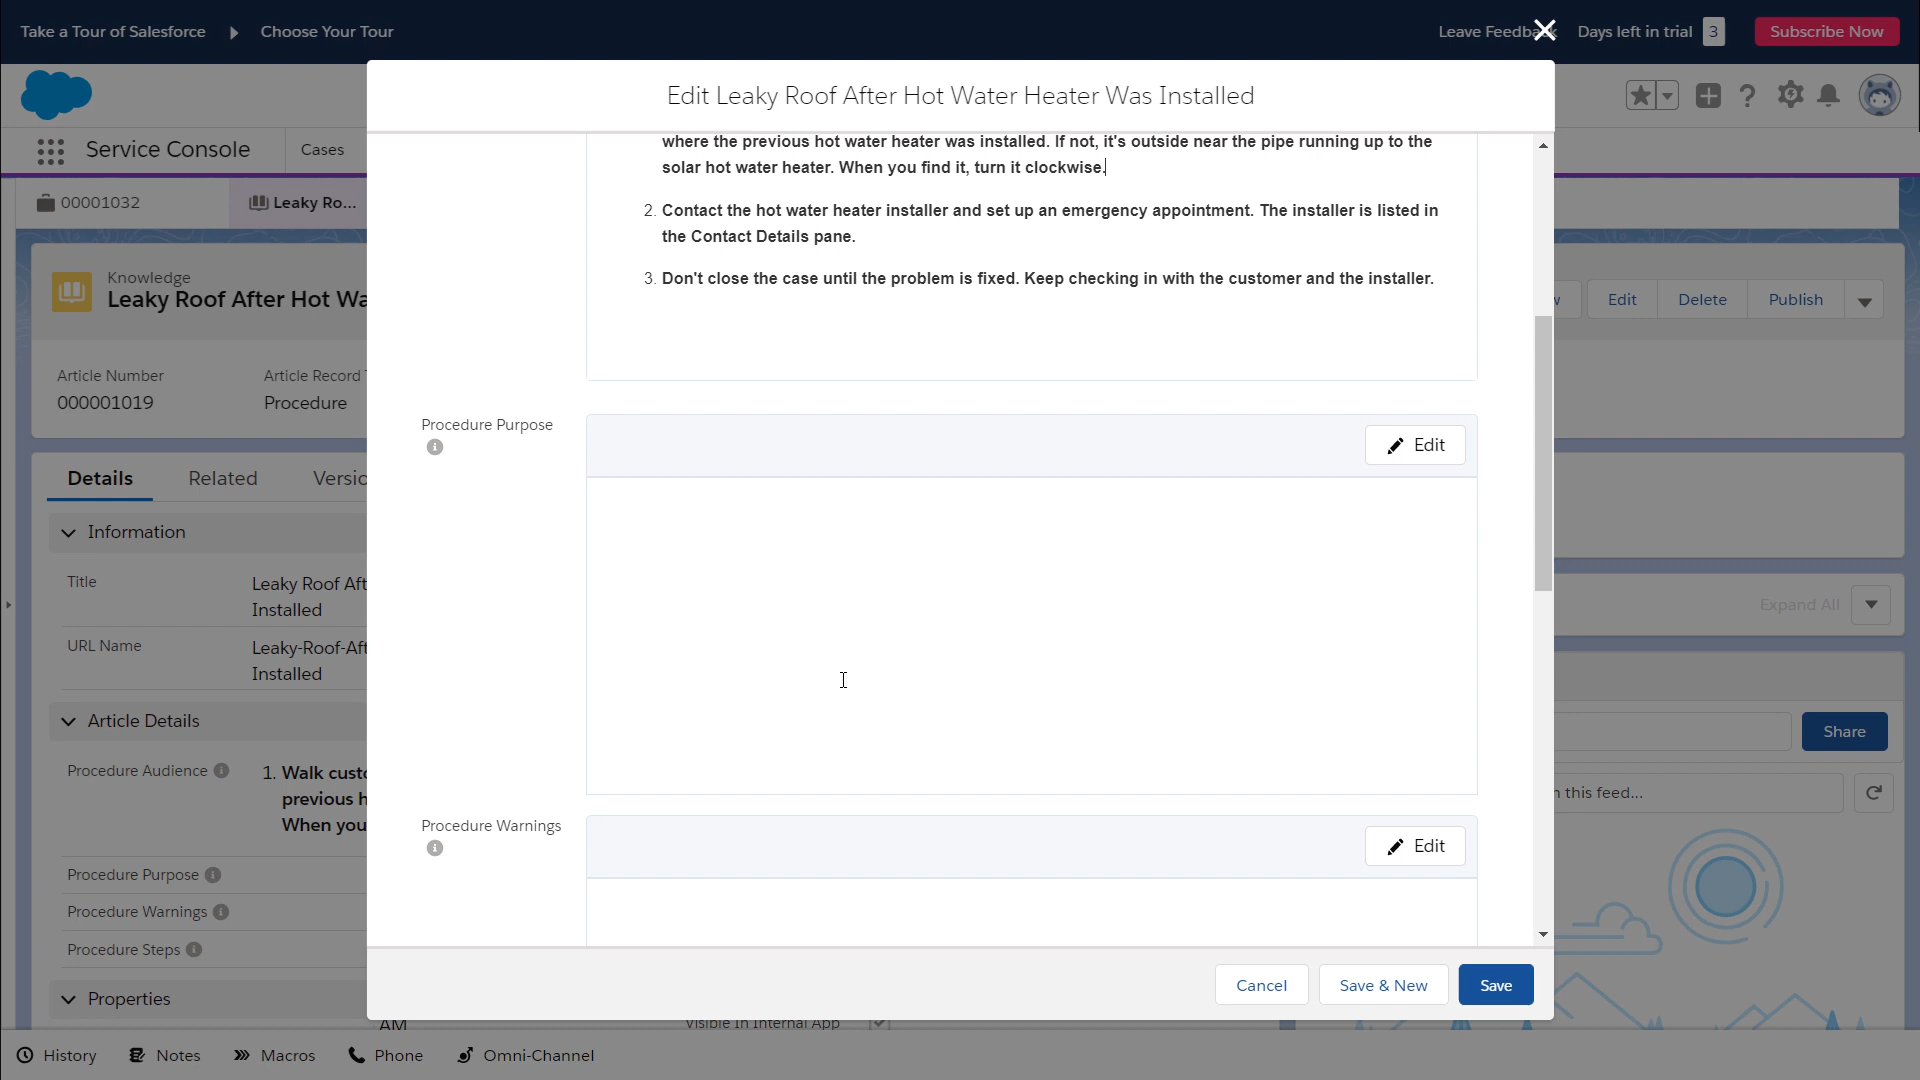 Take a Tour of Salesforce
Choose Your Tour
Leave Feedback
Days left in trial 3
Subscribe Now
Edit Leaky Roof After Hot Water Heater Was Installed
Service Console
Cases
where the previous hot water heater was installed. If not, it's outside near the pipe running up to the
solar hot water heater. When you find it, turn it clockwise.
2. Contact the hot water heater installer and set up an emergency appointment. The installer is listed in
the Contact Details pane.
3. Don't close the case until the problem is fixed. Keep checking in with the customer and the installer.
00001032
Leaky Ro...
Knowledge
Leaky Roof After Hot Wa
Edit
Delete
Publish
Article Number
000001019
Article Record T
Procedure
Procedure Purpose
Edit
Details
Related
Versio
Information
Title
Leaky Roof Aft
Installed
URL Name
Leaky-Roof-Aft
Installed
Expand All
Article Details
Share
Procedure Audience
1. Walk custo
previous h
When you
n this feed...
Procedure Warnings
Edit
Procedure Purpose
Procedure Warnings
Procedure Steps
Properties
Cancel
Save & New
Save
AM
Visible In Internal App
History
Notes
Macros
Phone
Omni-Channel